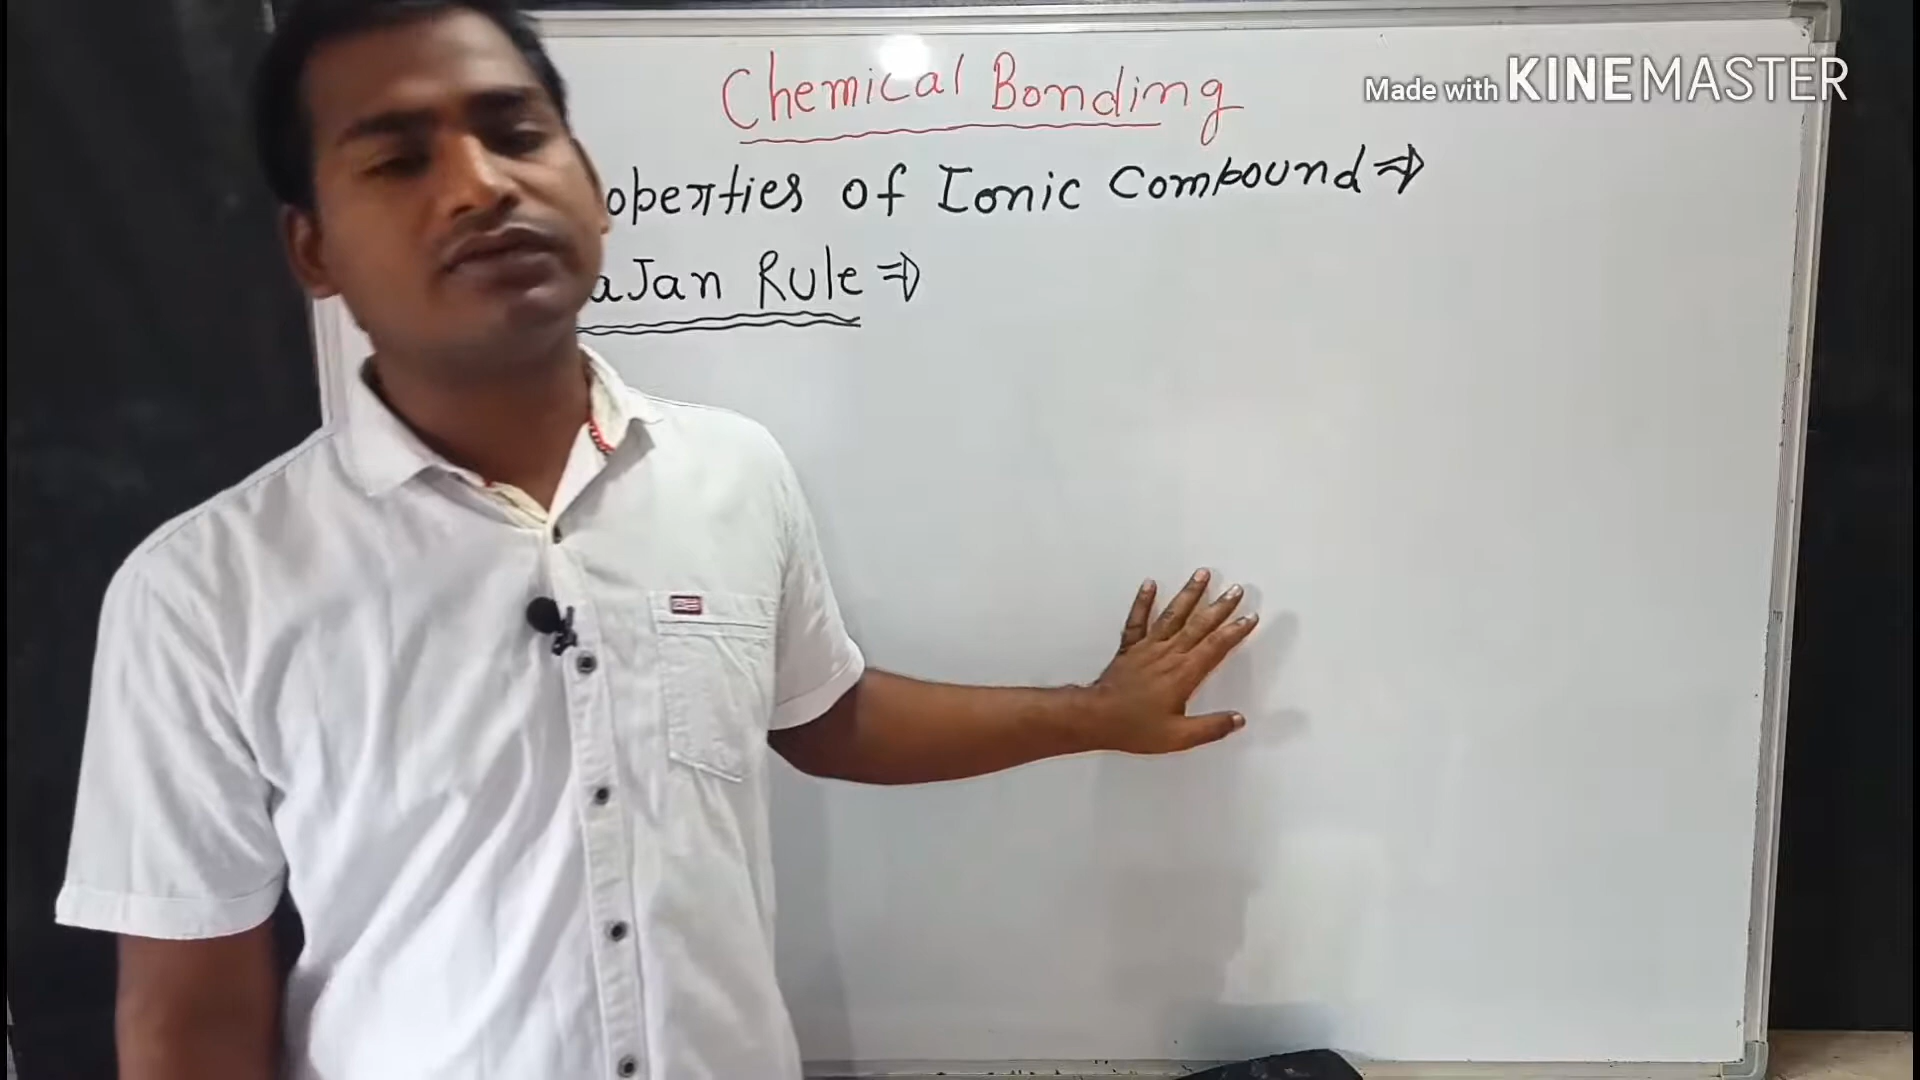 Chemical Bonding
Made with KINEMASTER
operties of Ionic Compound ⇒
aJan Rule ⇒